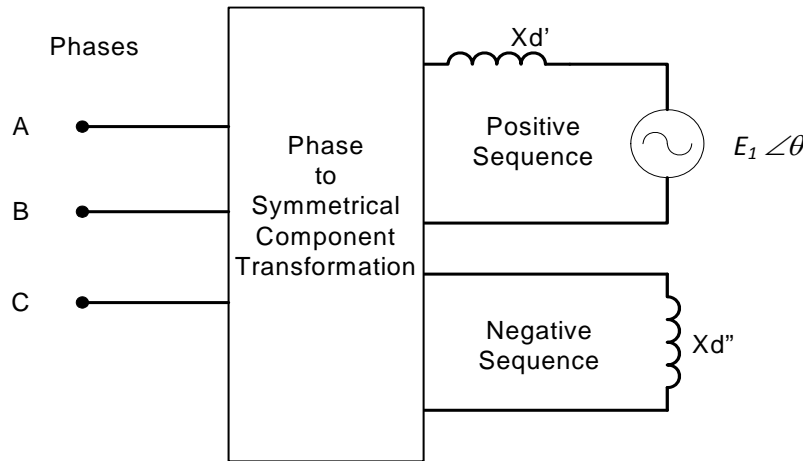 Phases
A
B
C
Phase
to
Symmetrical
Component
Transformation
Xd’
Positive
Sequence
E₁ ∠θ
Negative
Sequence
Xd”